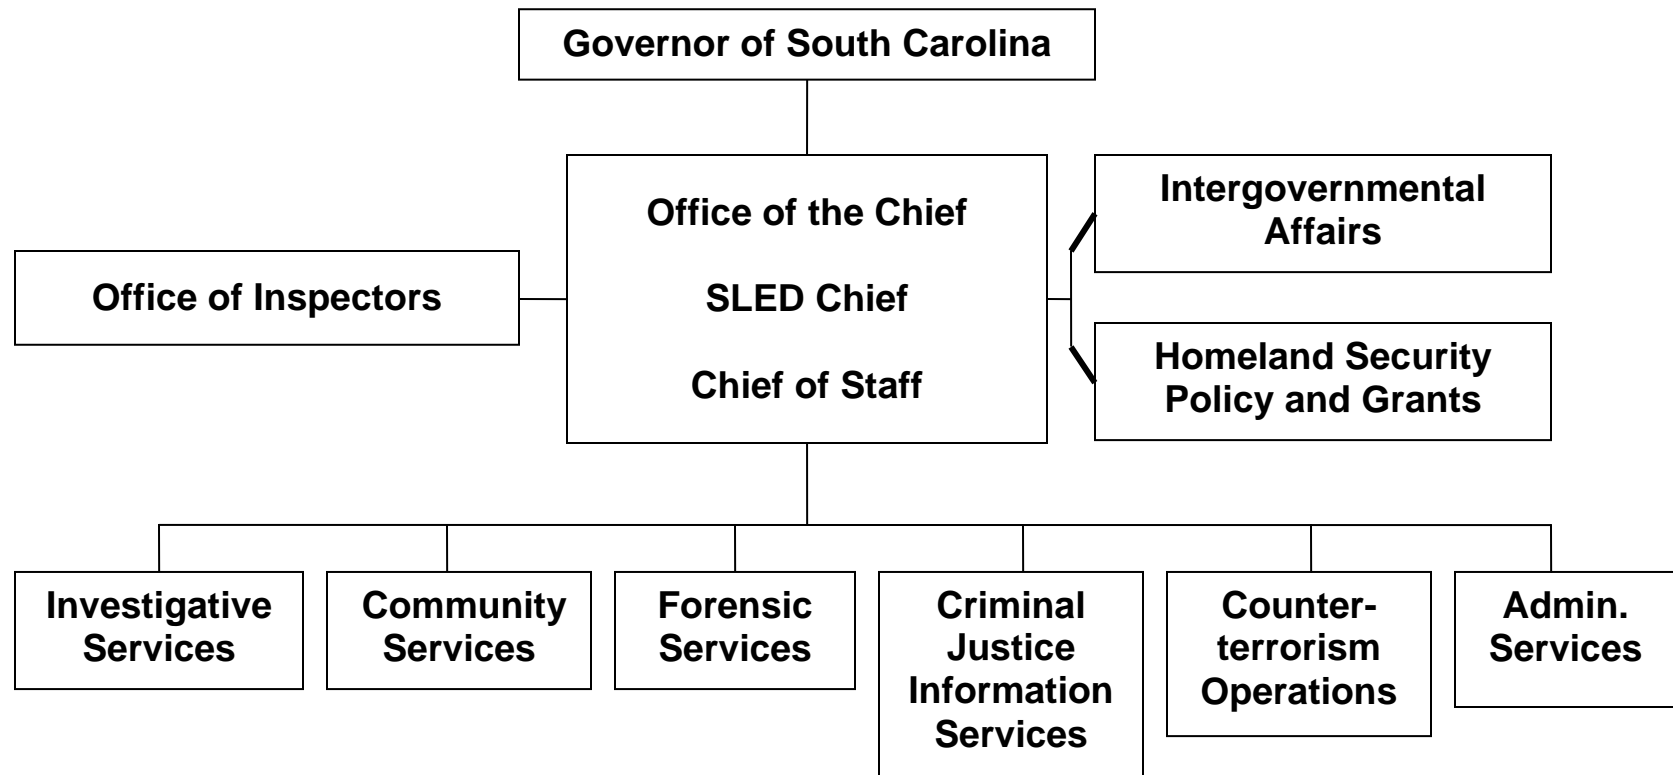 Governor of South Carolina
Office of the Chief
SLED Chief
Chief of Staff
Intergovernmental
Affairs
Office of Inspectors
Homeland Security
Policy and Grants
Investigative
Services
Community
Services
Forensic
Services
Criminal
Justice
Information
Services
Counter-
terrorism
Operations
Admin.
Services